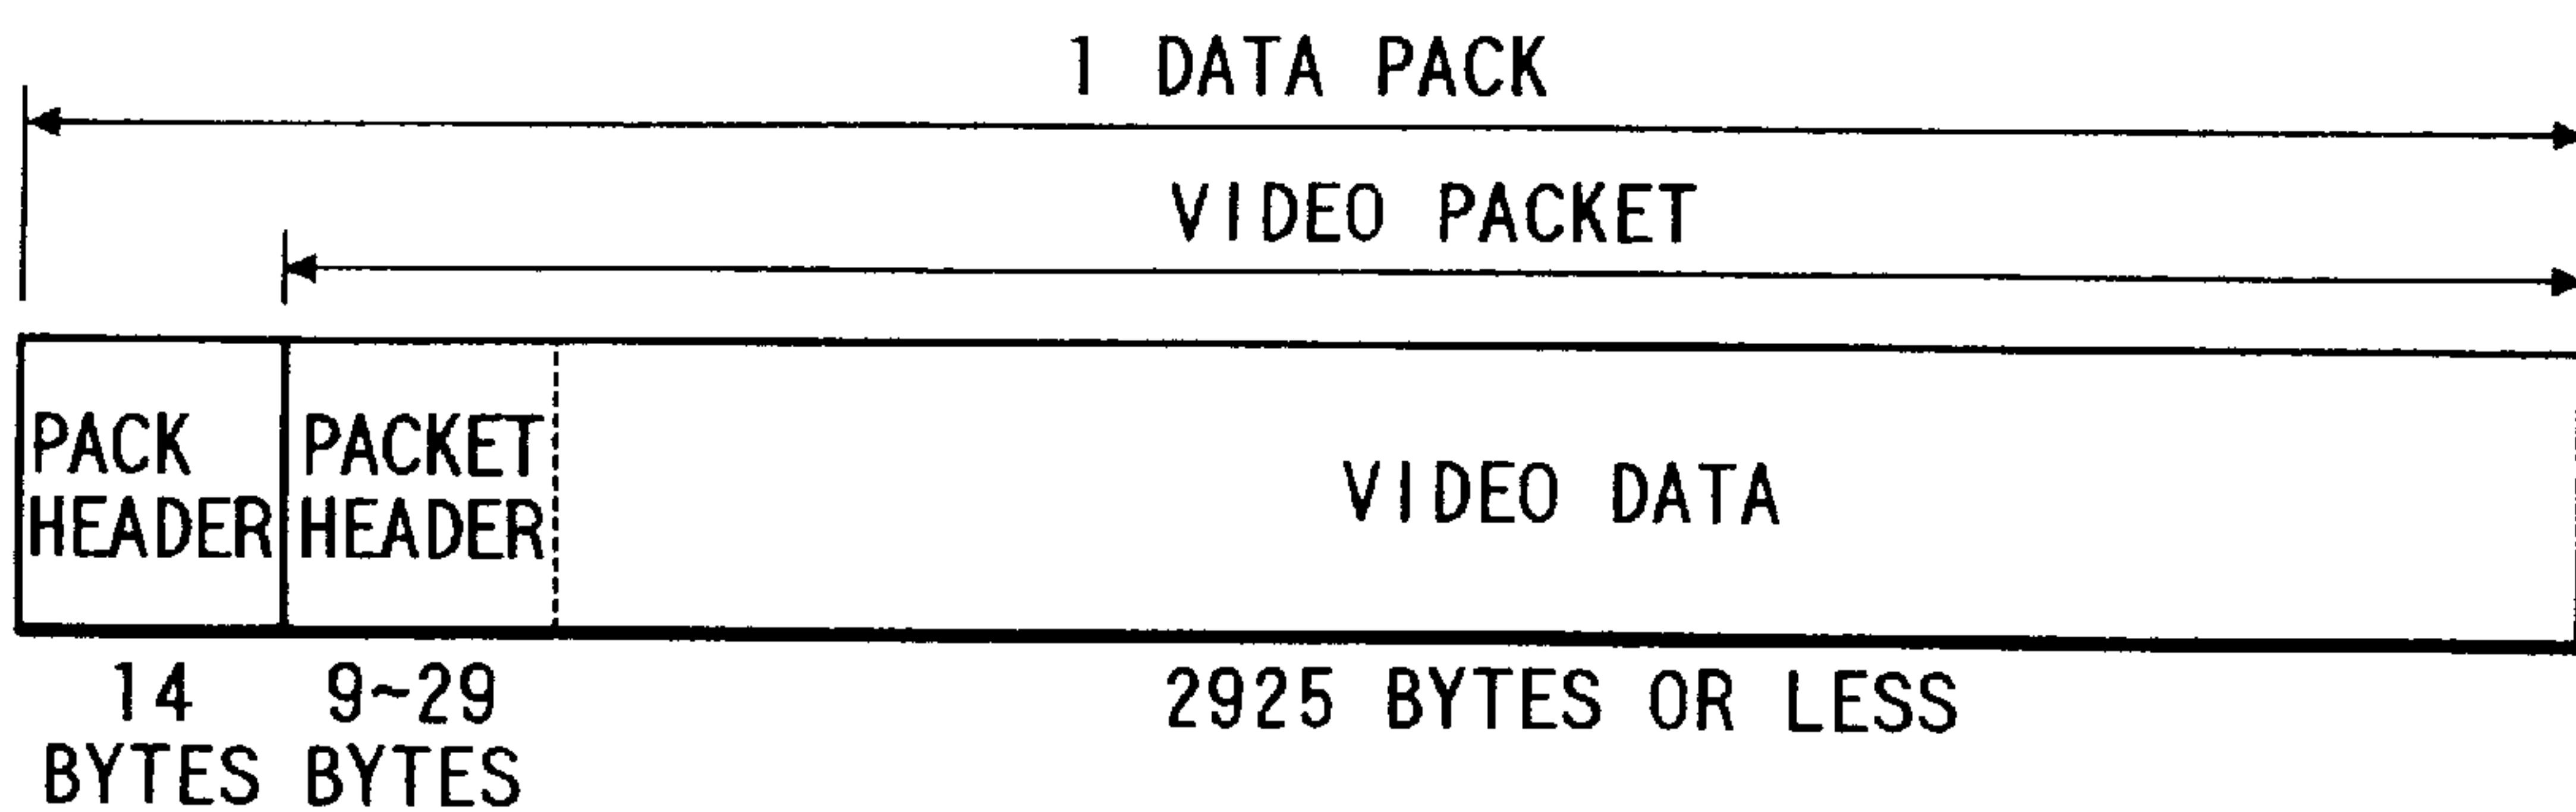 1 DATA PACK
VIDEO PACKET
PACK
HEADER
PACKET
HEADER
VIDEO DATA
14
BYTES
9~29
BYTES
2925 BYTES OR LESS